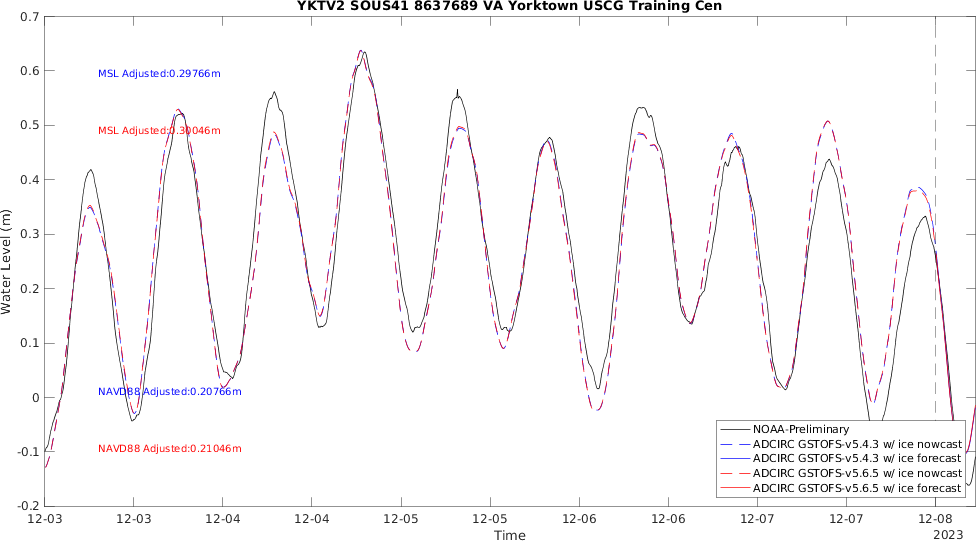 YKTV2 SOUS41 8637689 VA Yorktown USCG Training Cen
0.7
0.6
0.5
0.4
0.3
0.2
0.1
0
-0.1
-0.2
Water Level (m)
MSL Adjusted:0.29766m
MSL Adjusted:0.30046m
NAVD88 Adjusted:0.20766m
NAVD88 Adjusted:0.21046m
NOAA-Preliminary
ADCIRC GSTOFS-v5.4.3 w/ ice nowcast
ADCIRC GSTOFS-v5.4.3 w/ ice forecast
ADCIRC GSTOFS-v5.6.5 w/ ice nowcast
ADCIRC GSTOFS-v5.6.5 w/ ice forecast
12-03 12-03 12-04 12-04 12-05 12-05 12-06 12-06 12-07 12-07 12-08
2023
Time